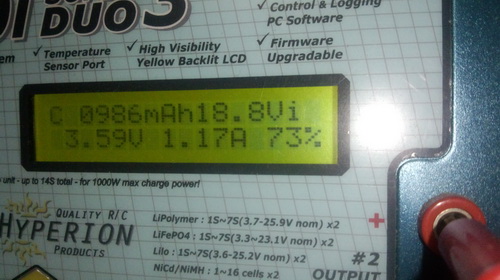 DUO 3
✓ Control & Logging
PC Software
✓ Temperature
Sensor Port
✓ High Visibility
Yellow Backlit LCD
✓ Firmware
Upgradable
C 0986mAh18.8Vi
3.59V 1.17A 73%
unit - up to 14S total - for 1000W max charge power!
QUALITY R/C
HYPERION
PRODUCTS
LiPolymer : 1S~7S(3.7-25.9V nom) x2
LiFePO4 : 1S~7S(3.3~23.1V nom) x2
LiIo : 1S~7S(3.6-25.2V nom) x2
NiCd/NiMH : 1~16 cells x2
+
#2
OUTPUT